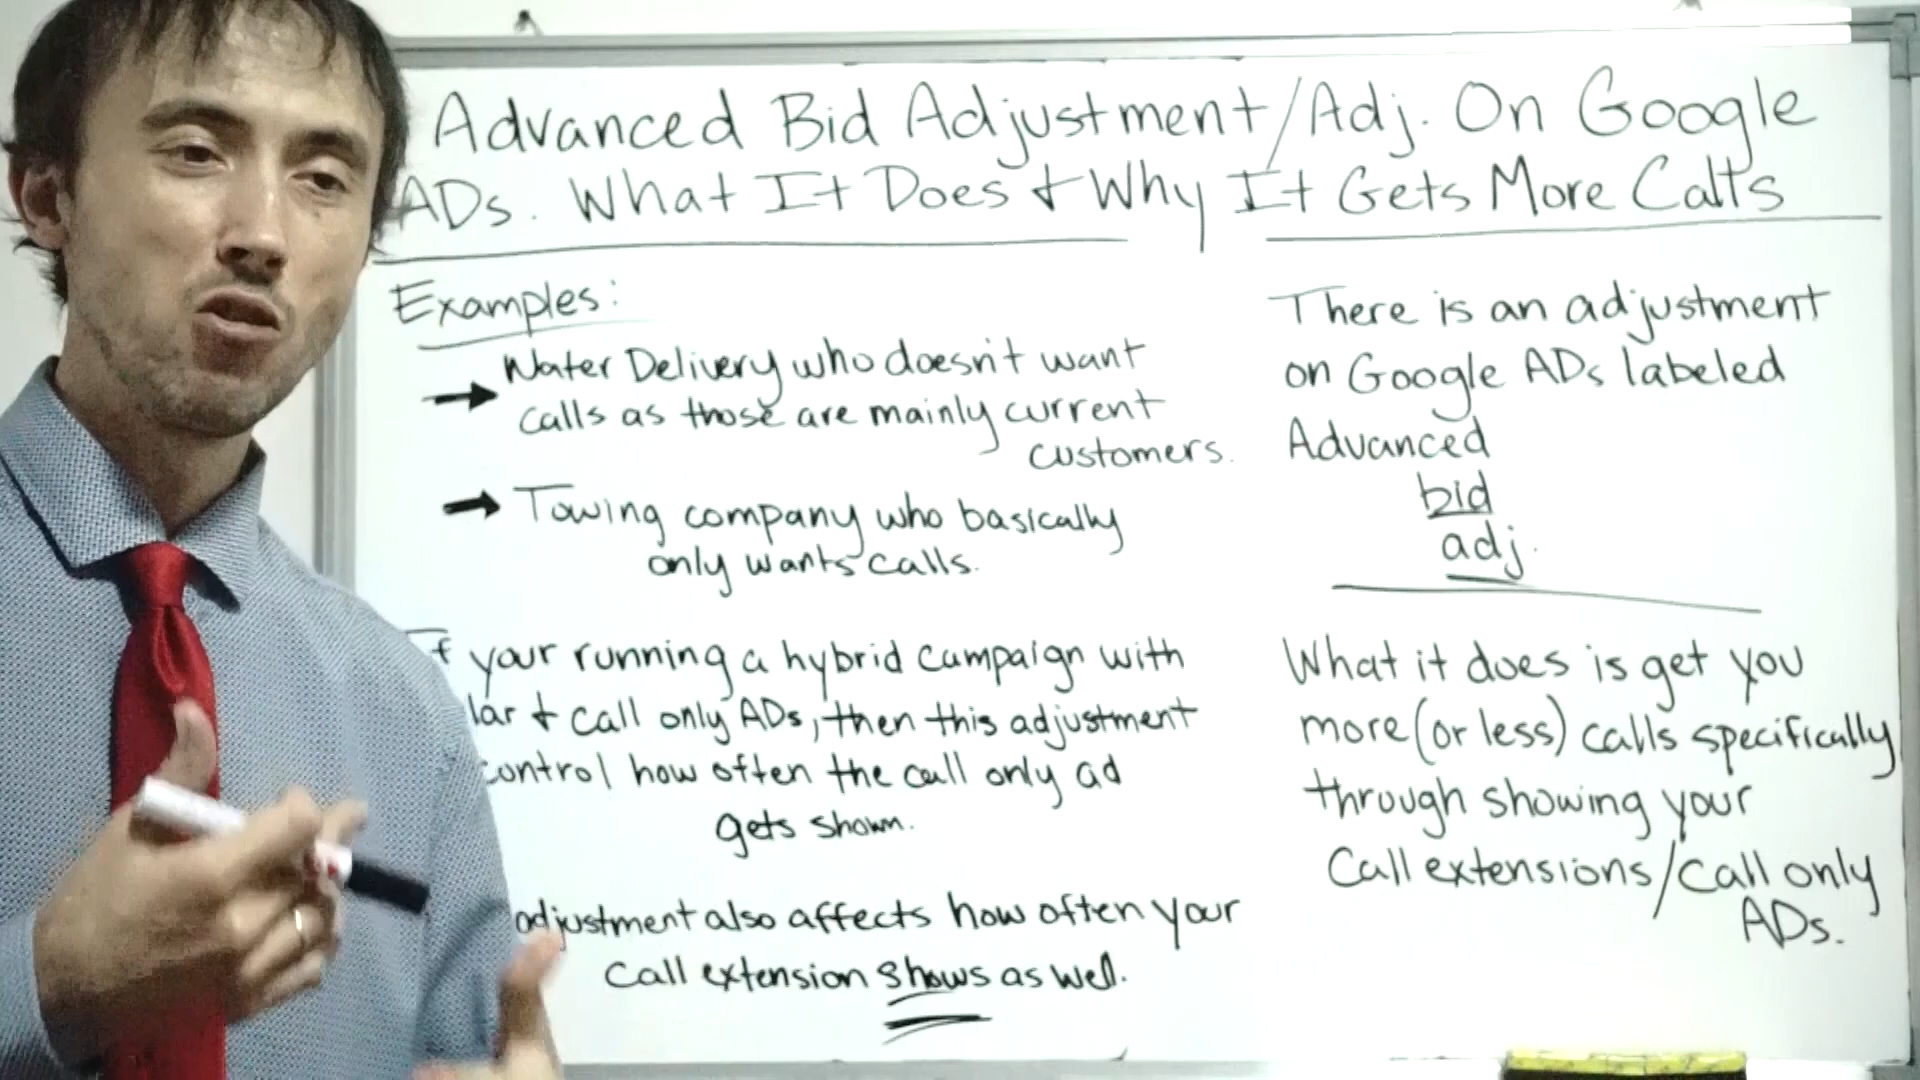 Advanced Bid Adjustment/Adj. On Google
ADs. What It Does + Why It Gets More Calls
Examples:
→ Water Delivery who doesn't want
calls as those are mainly current
customers.
→ Towing company who basically
only wants calls.
If your running a hybrid campaign with
lar + call only ADs, then this adjustment
control how often the call only ad
gets shown.
adjustment also affects how often your
call extension shows as well.
There is an adjustment
on Google ADs labeled
Advanced
bid
adj.
What it does is get you
more (or less) calls specifically
through showing your
Call extensions/call only
ADs.